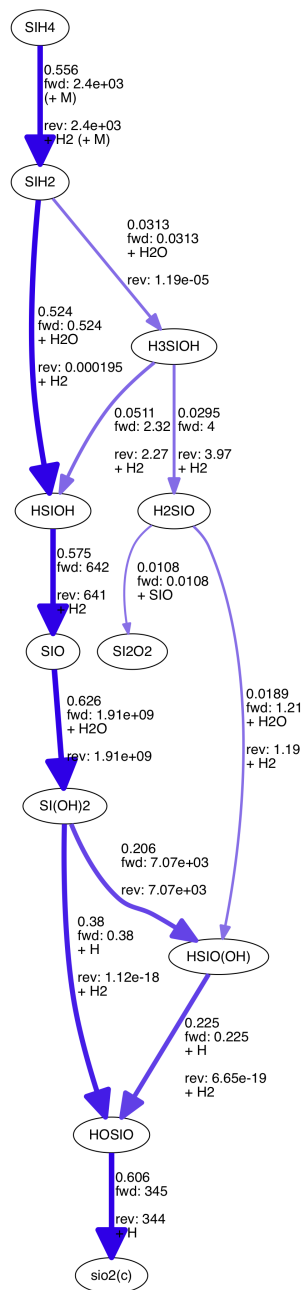 SIH4
0.556
fwd: 2.4e+03
(+ M)
rev: 2.4e+03
+ H2 (+ M)
SIH2
0.0313
fwd: 0.0313
+ H2O
rev: 1.19e-05
0.524
fwd: 0.524
+ H2O
rev: 0.000195
+ H2
H3SIOH
0.0511
fwd: 2.32
rev: 2.27
+ H2
0.0295
fwd: 4
rev: 3.97
+ H2
HSIOH
H2SIO
0.575
fwd: 642
rev: 641
+ H2
0.0108
fwd: 0.0108
+ SIO
SIO
SI2O2
0.0189
fwd: 1.21
+ H2O
rev: 1.19
+ H2
0.626
fwd: 1.91e+09
+ H2O
rev: 1.91e+09
SI(OH)2
0.206
fwd: 7.07e+03
rev: 7.07e+03
0.38
fwd: 0.38
+ H
rev: 1.12e-18
+ H2
HSIO(OH)
0.225
fwd: 0.225
+ H
rev: 6.65e-19
+ H2
HOSIO
0.606
fwd: 345
rev: 344
+ H
sio2(c)